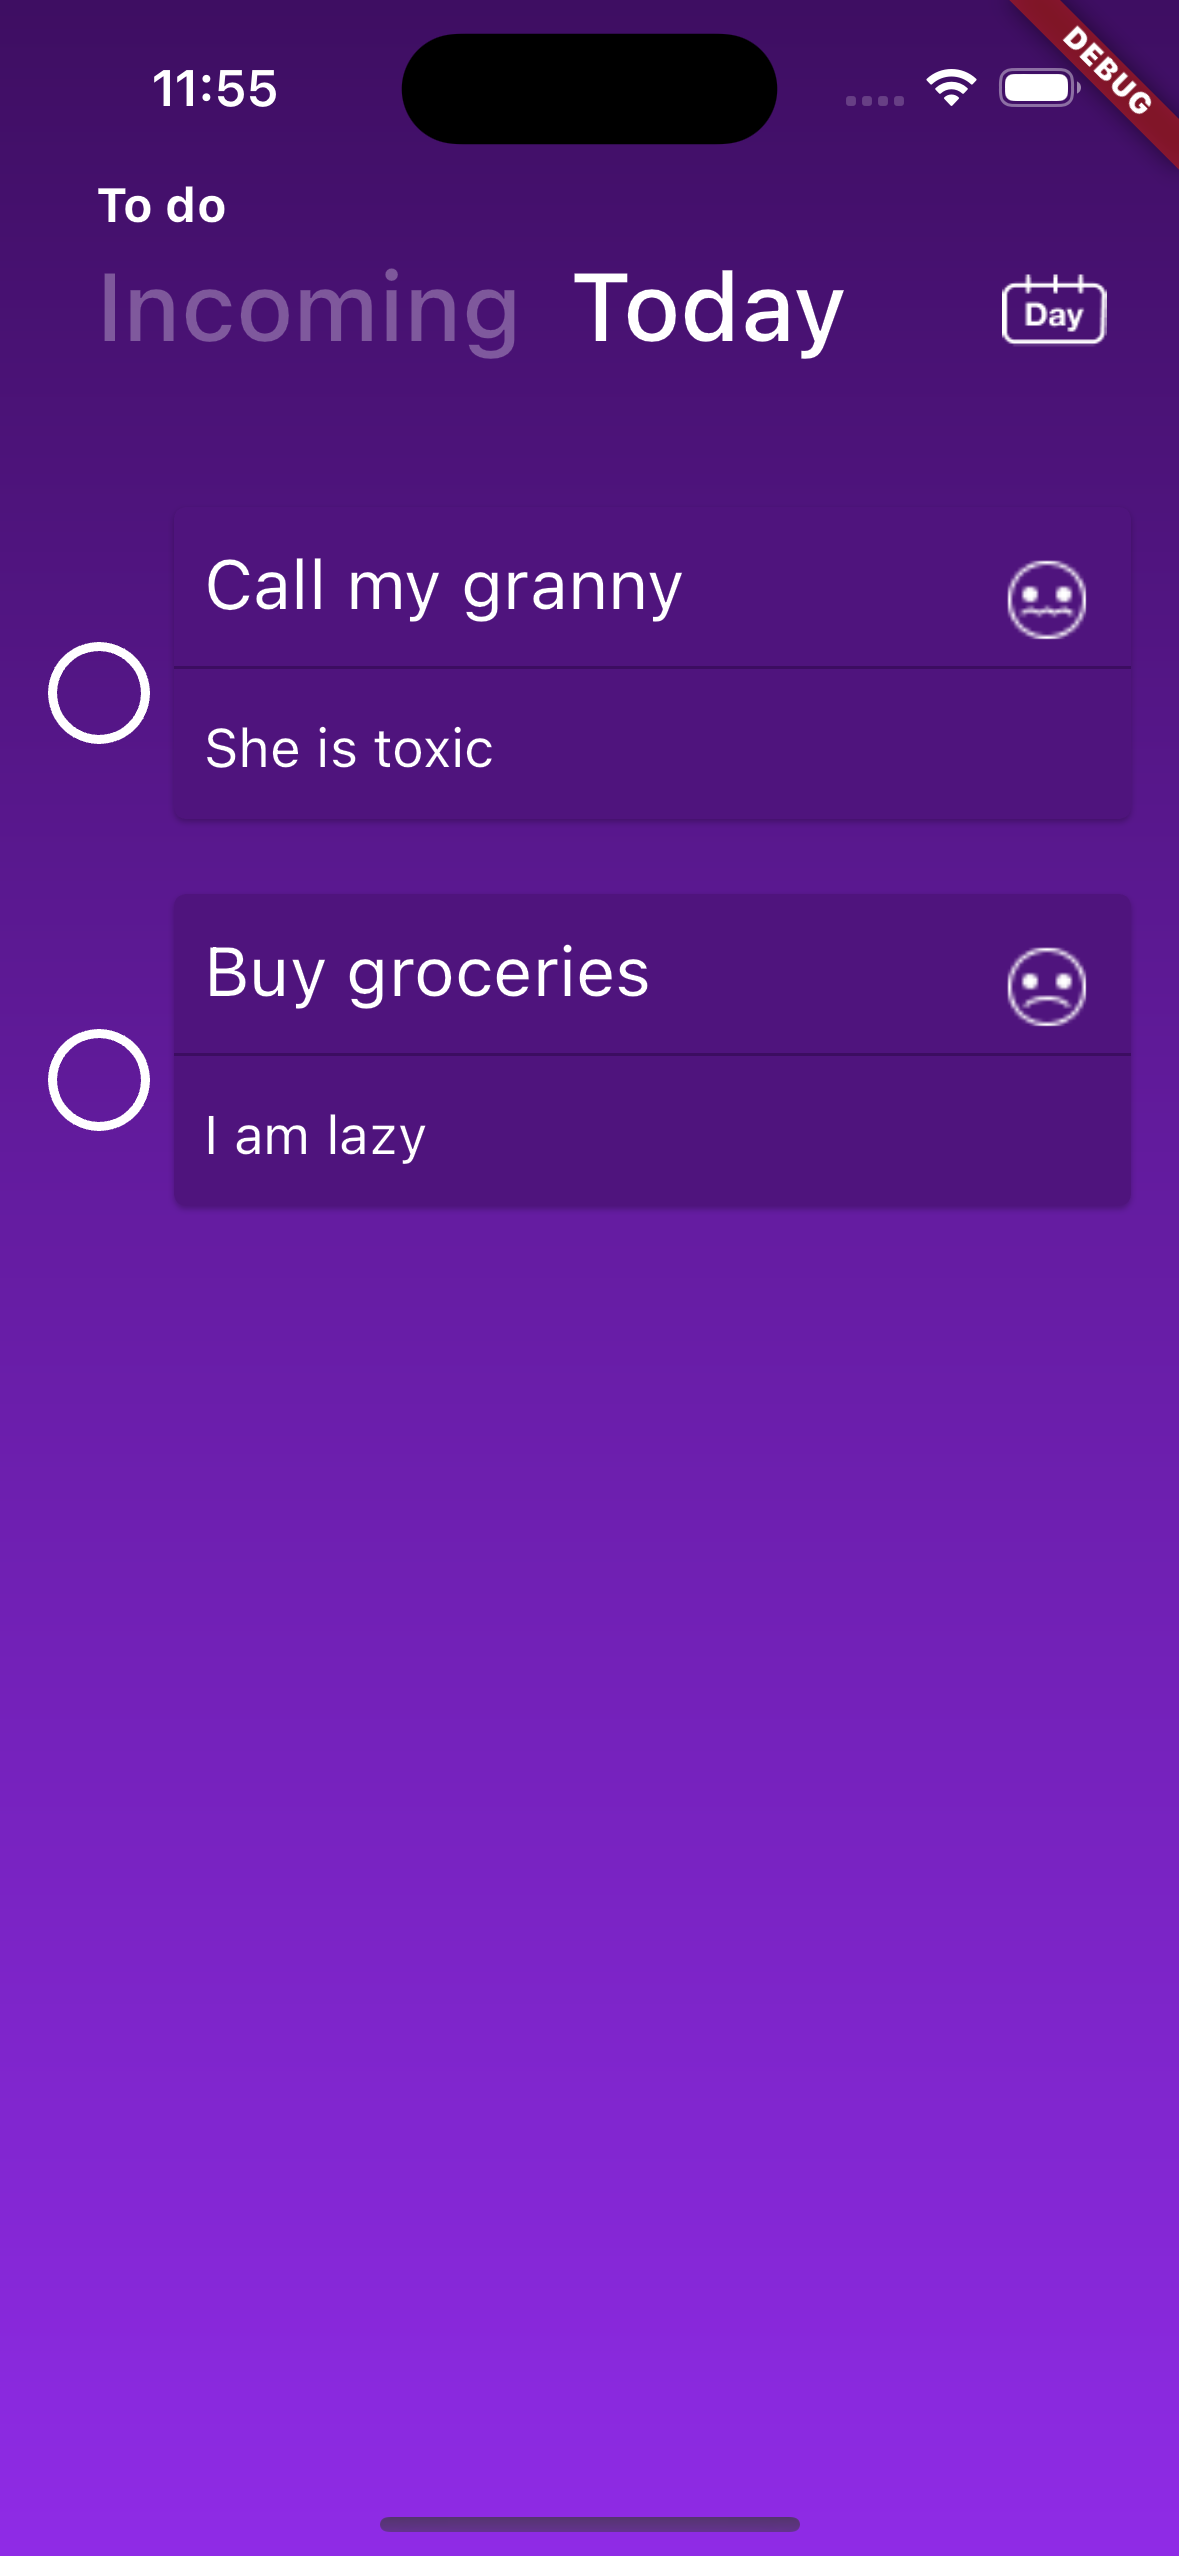 11:55
DEBUG
To do
Incoming Today
Day
Call my granny
She is toxic
Buy groceries
I am lazy